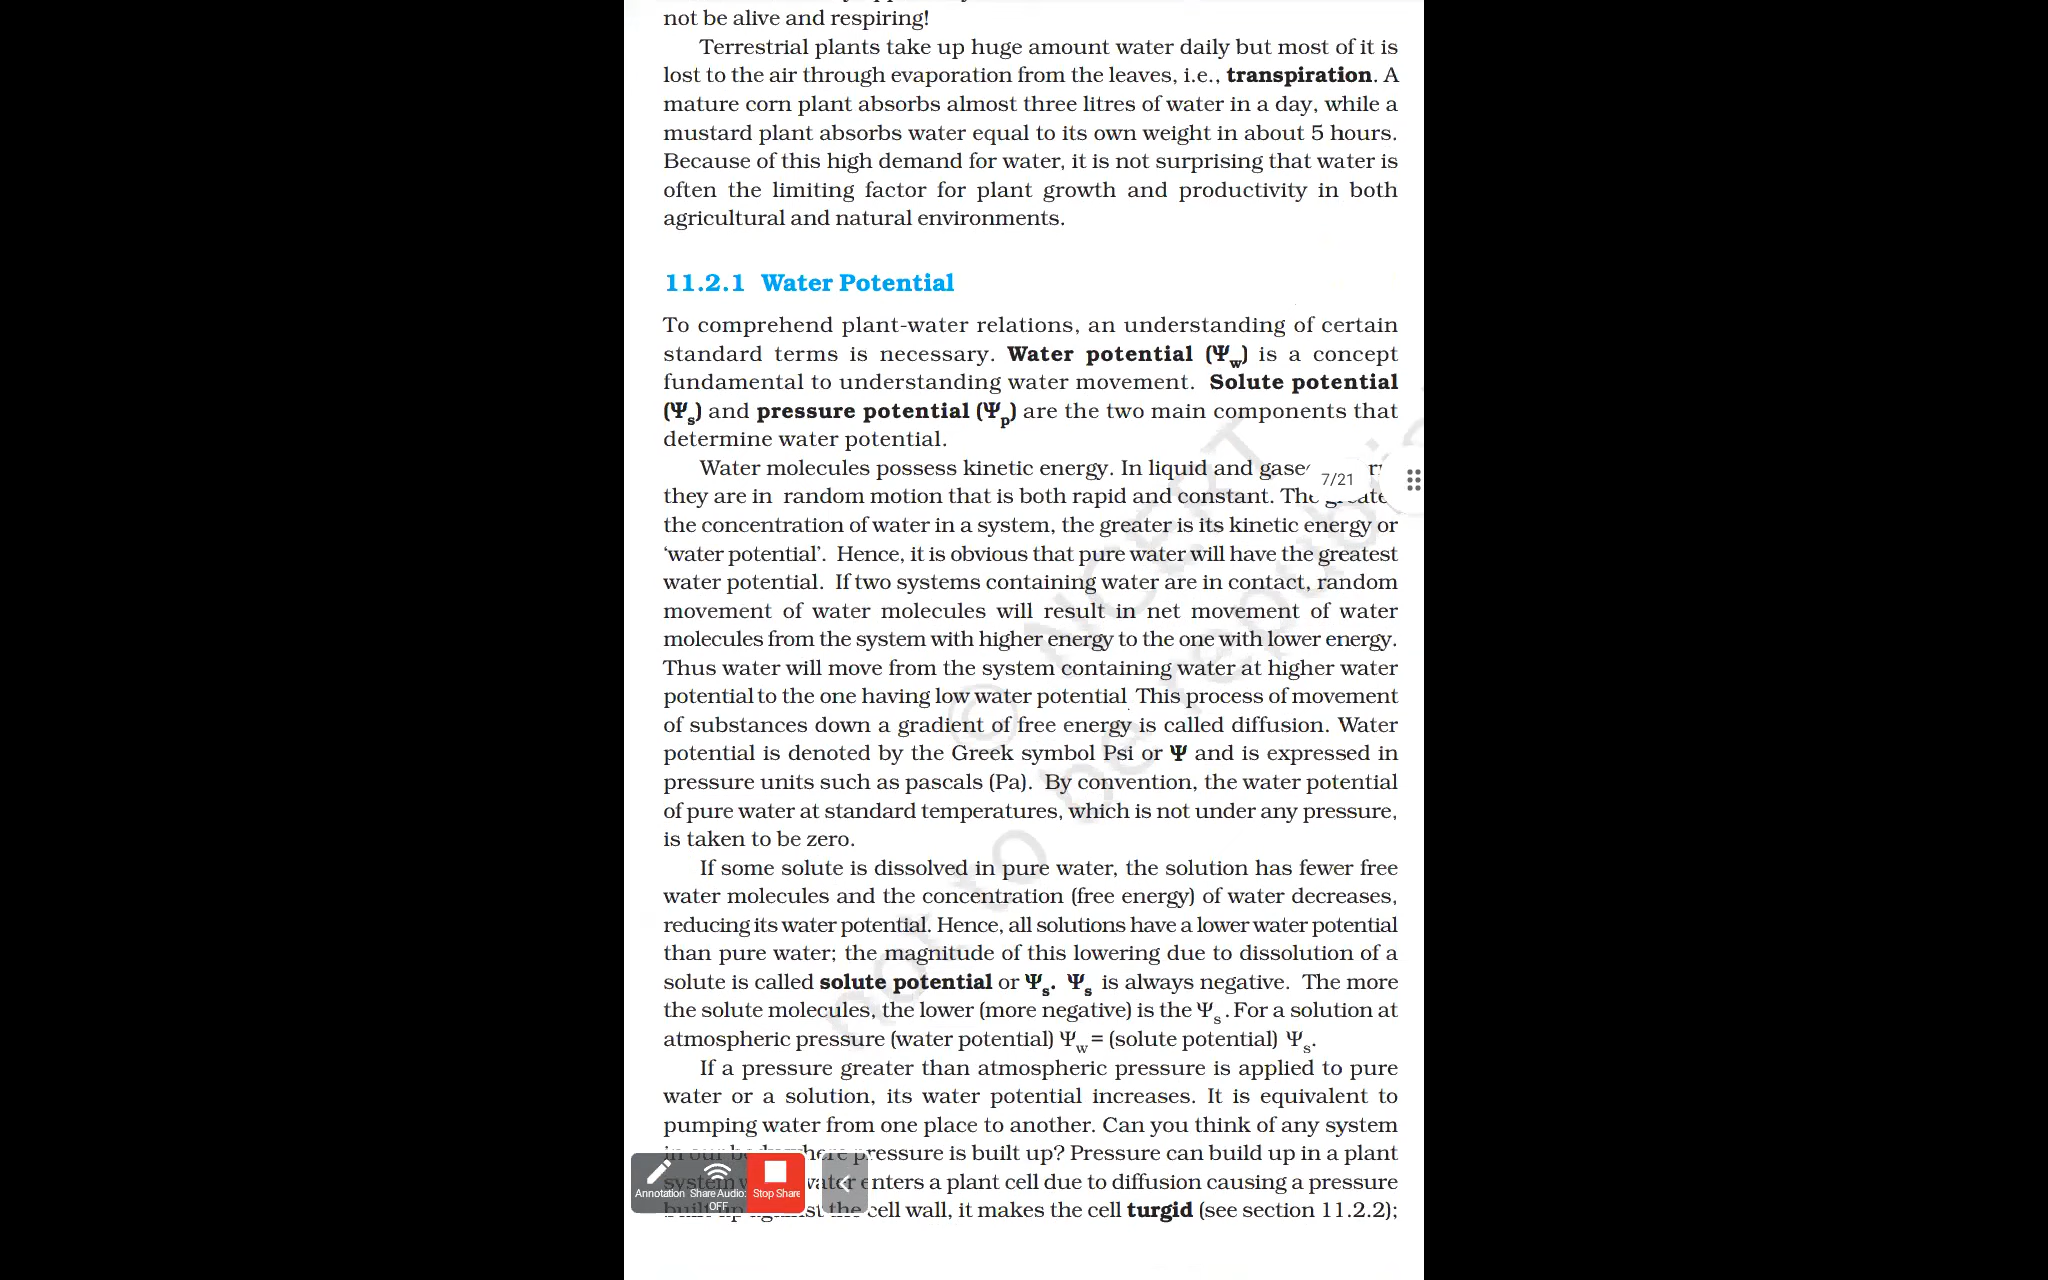 not be alive and respiring!
Terrestrial plants take up huge amount water daily but most of it is
lost to the air through evaporation from the leaves, i.e., transpiration. A
mature corn plant absorbs almost three litres of water in a day, while a
mustard plant absorbs water equal to its own weight in about 5 hours.
Because of this high demand for water, it is not surprising that water is
often the limiting factor for plant growth and productivity in both
agricultural and natural environments.
11.2.1 Water Potential
To comprehend plant-water relations, an understanding of certain
standard terms is necessary. Water potential (Ψw) is a concept
fundamental to understanding water movement. Solute potential
(Ψs) and pressure potential (Ψp) are the two main components that
determine water potential.
Water molecules possess kinetic energy. In liquid and
7/21
they are in random motion that is both rapid and constant. The
the concentration of water in a system, the greater is its kinetic energy or
‘water potential’. Hence, it is obvious that pure water will have the greatest
water potential. If two systems containing water are in contact, random
movement of water molecules will result in net movement of water
molecules from the system with higher energy to the one with lower energy.
Thus water will move from the system containing water at higher water
potential to the one having low water potential This process of movement
of substances down a gradient of free energy is called diffusion. Water
potential is denoted by the Greek symbol Psi or Ψ and is expressed in
pressure units such as pascals (Pa). By convention, the water potential
of pure water at standard temperatures, which is not under any pressure,
is taken to be zero.
If some solute is dissolved in pure water, the solution has fewer free
water molecules and the concentration (free energy) of water decreases,
reducing its water potential. Hence, all solutions have a lower water potential
than pure water; the magnitude of this lowering due to dissolution of a
solute is called solute potential or Ψs. Ψs is always negative. The more
the solute molecules, the lower (more negative) is the Ψs. For a solution at
atmospheric pressure (water potential) Ψw = (solute potential) Ψs.
If a pressure greater than atmospheric pressure is applied to pure
water or a solution, its water potential increases. It is equivalent to
pumping water from one place to another. Can you think of any system
pressure is built up? Pressure can build up in a plant
enters a plant cell due to diffusion causing a pressure
cell wall, it makes the cell turgid (see section 11.2.2);
Annotation Share Audio: Stop Share
OFF
© NCERT
not to be